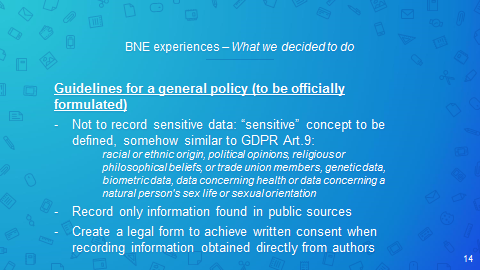 BNE experiences – What we decided to do
Guidelines for a general policy (to be officially
formulated)
- Not to record sensitive data: “sensitive” concept to be
defined, somehow similar to GDPR Art.9:
racial or ethnic origin, political opinions, religious or
philosophical beliefs, or trade union members, genetic data,
biometric data, data concerning health or data concerning a
natural person's sex life or sexual orientation
- Record only information found in public sources
- Create a legal form to achieve written consent when
recording information obtained directly from authors
14